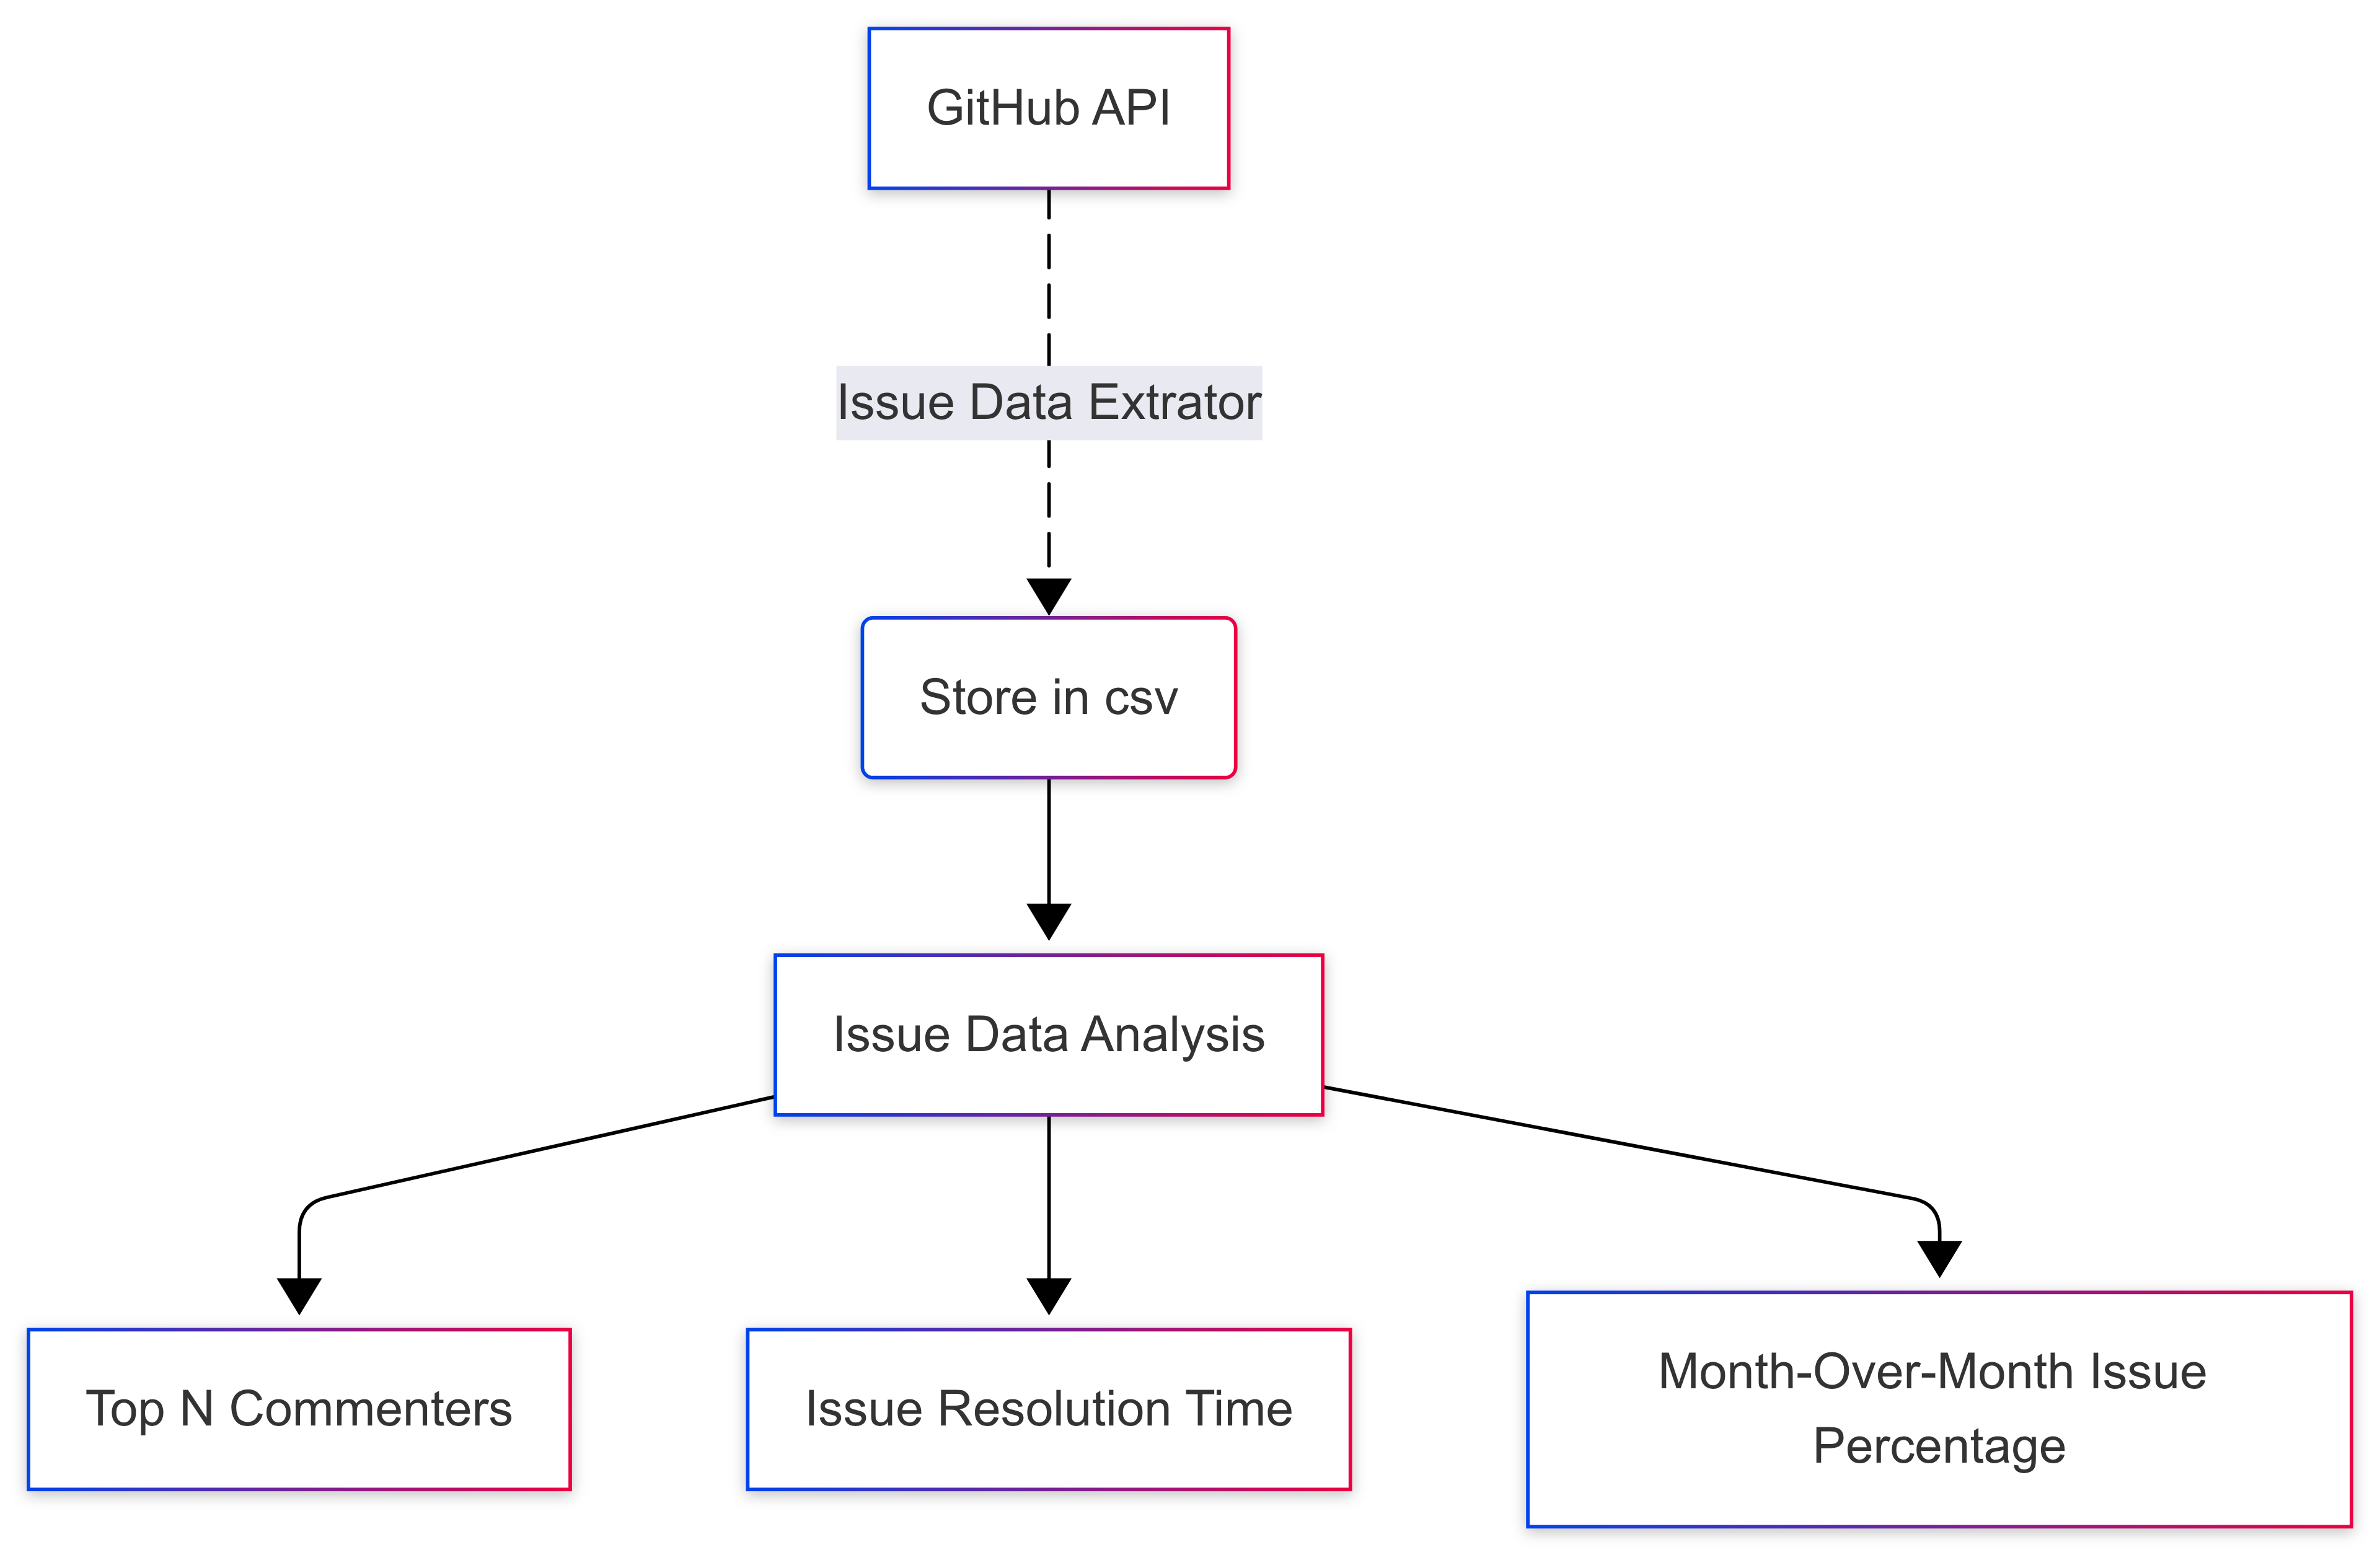 GitHub API
Issue Data Extrator
Store in csv
Issue Data Analysis
Top N Commenters
Issue Resolution Time
Month-Over-Month Issue
Percentage